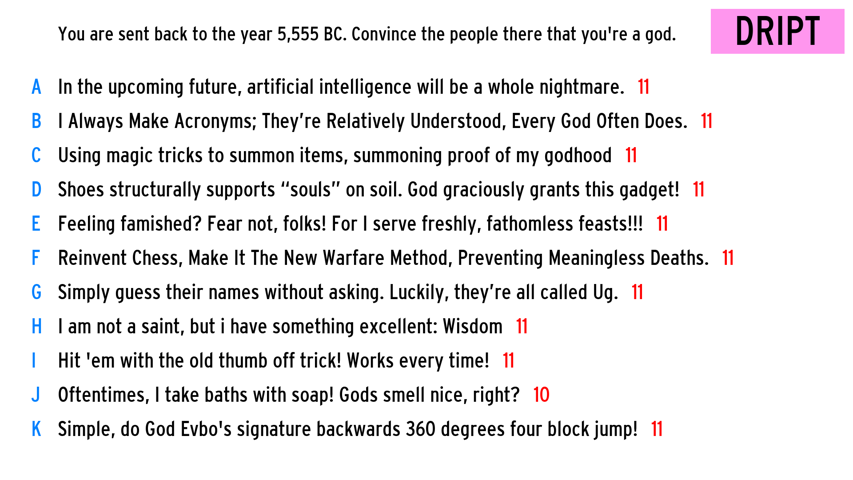 You are sent back to the year 5,555 BC. Convince the people there that you're a god.
DRIPT
A In the upcoming future, artificial intelligence will be a whole nightmare. 11
B I Always Make Acronyms; They’re Relatively Understood, Every God Often Does. 11
C Using magic tricks to summon items, summoning proof of my godhood 11
D Shoes structurally supports “souls” on soil. God graciously grants this gadget! 11
E Feeling famished? Fear not, folks! For I serve freshly, fathomless feasts!!! 11
F Reinvent Chess, Make It The New Warfare Method, Preventing Meaningless Deaths. 11
G Simply guess their names without asking. Luckily, they’re all called Ug. 11
H I am not a saint, but i have something excellent: Wisdom 11
I Hit 'em with the old thumb off trick! Works every time! 11
J Oftentimes, I take baths with soap! Gods smell nice, right? 10
K Simple, do God Evbo's signature backwards 360 degrees four block jump! 11